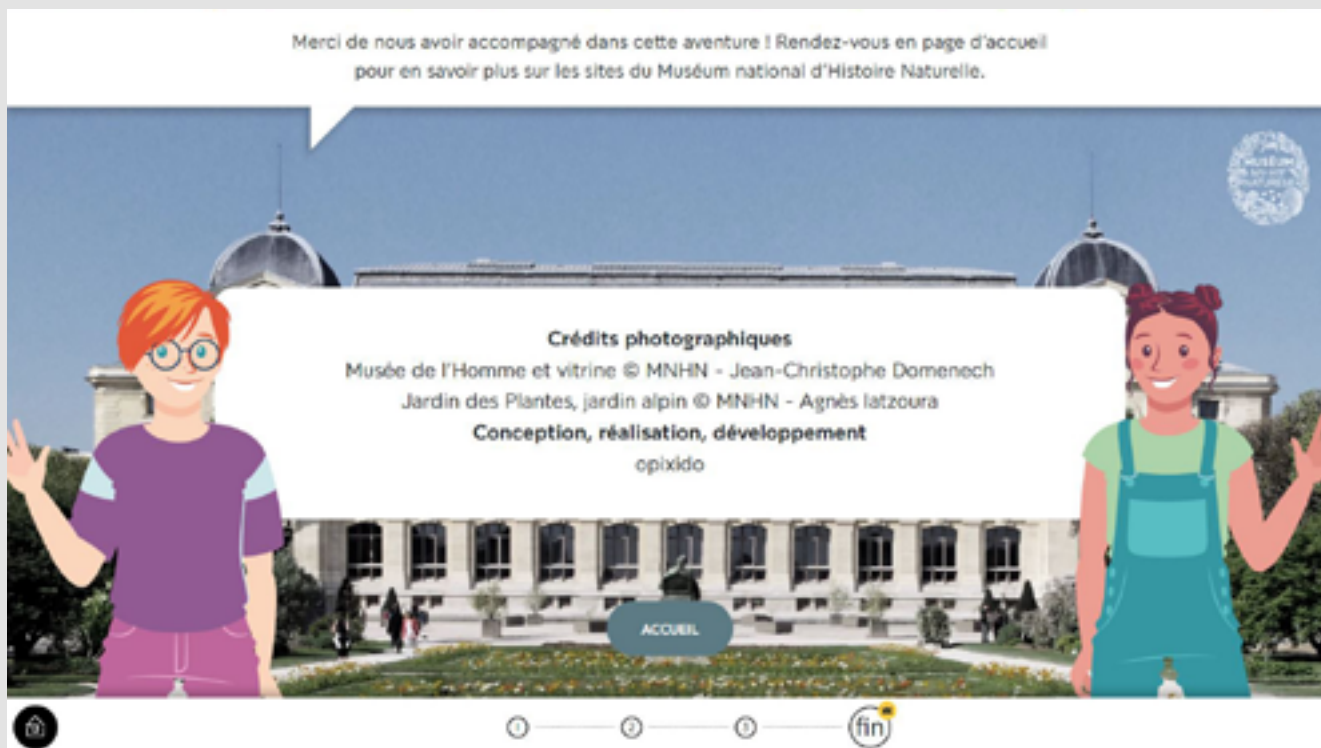 Merci de nous avoir accompagné dans cette aventure ! Rendez-vous en page d'accueil
pour en savoir plus sur les sites du Muséum national d'Histoire Naturelle.
MUSÉUM
Crédits photographiques
Musée de l'Homme et vitrine © MNHN - Jean-Christophe Domenech
Jardin des Plantes, jardin alpin © MNHN - Agnès Iatzoura
Conception, réalisation, développement
opixido
ACCUEIL
1 2 3 fin